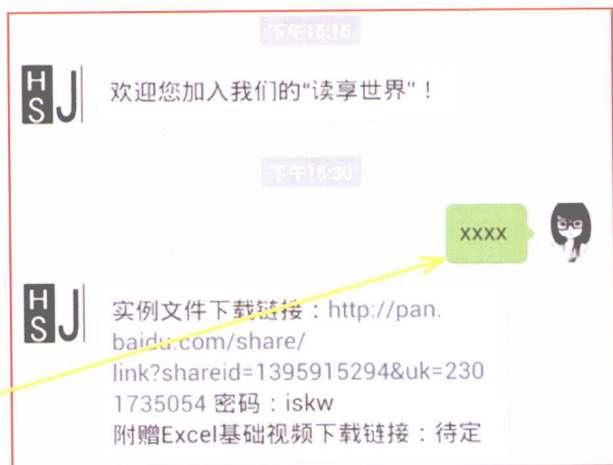 下午15:15
HS J
欢迎您加入我们的“读享世界”！
下午15:30
xxxx
HS J
实例文件下载链接：http://pan.
baidu.com/share/
link?shareid=1395915294&uk=230
1735054 密码：iskw
附赠Excel基础视频下载链接：待定